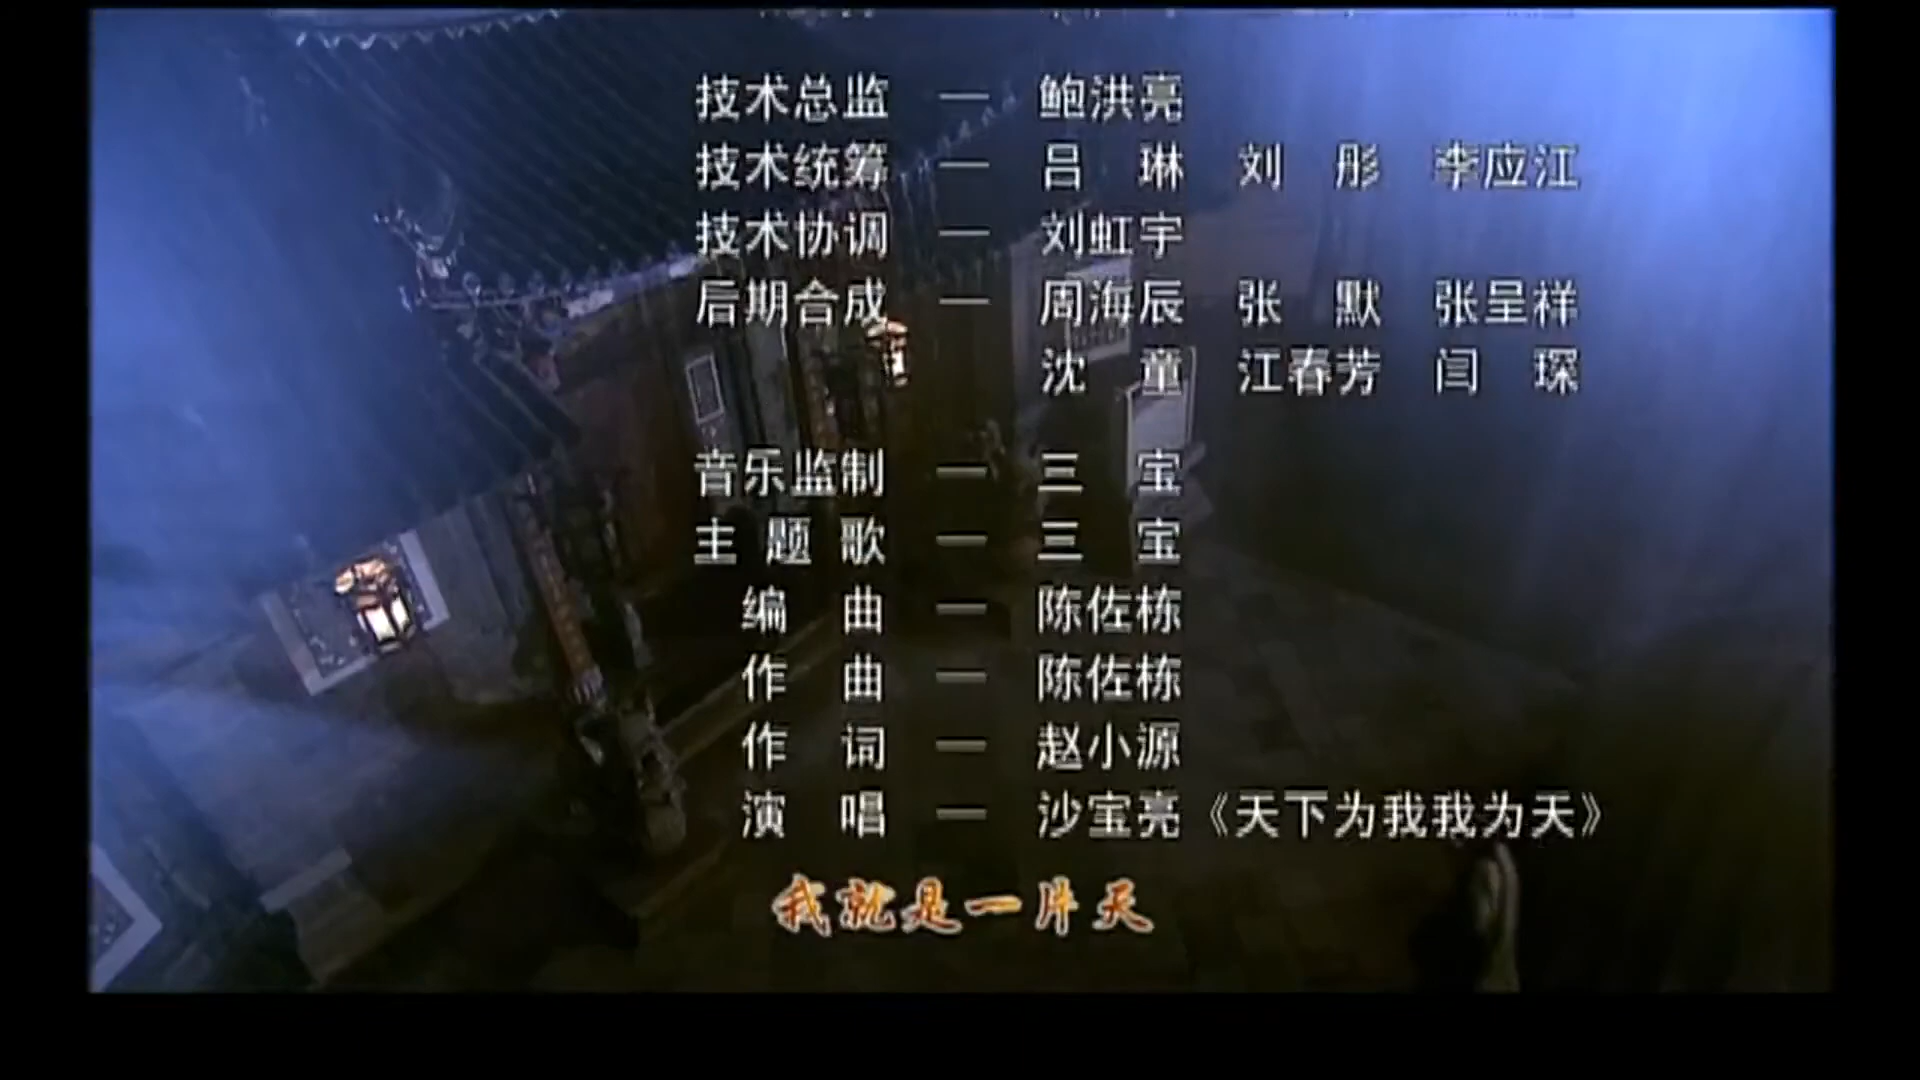 技术总监 — 鲍洪亮
技术统筹 — 吕 琳 刘 彤 李应江
技术协调 — 刘虹宇
后期合成 — 周海辰 张 默 张呈祥
沈 童 江春芳 闫 琛
音乐监制 — 三 宝
主 题 歌 — 三 宝
编 曲 — 陈佐栋
作 曲 — 陈佐栋
作 词 — 赵小源
演 唱 — 沙宝亮《天下为我我为天》
我就是一片天